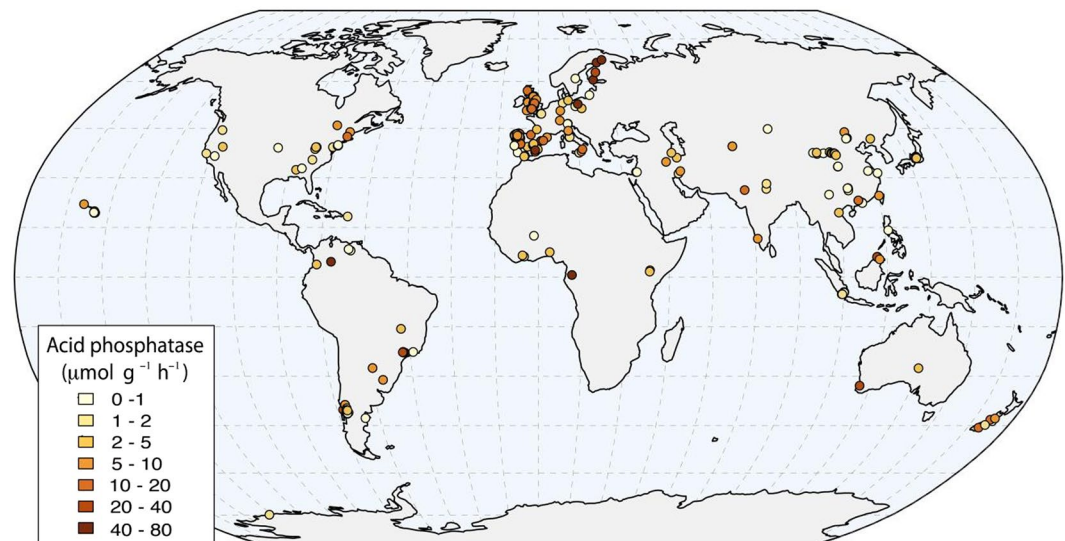 Acid phosphatase
(μmol g⁻¹ h⁻¹)
0 -1
1 - 2
2 - 5
5 - 10
10 - 20
20 - 40
40 - 80